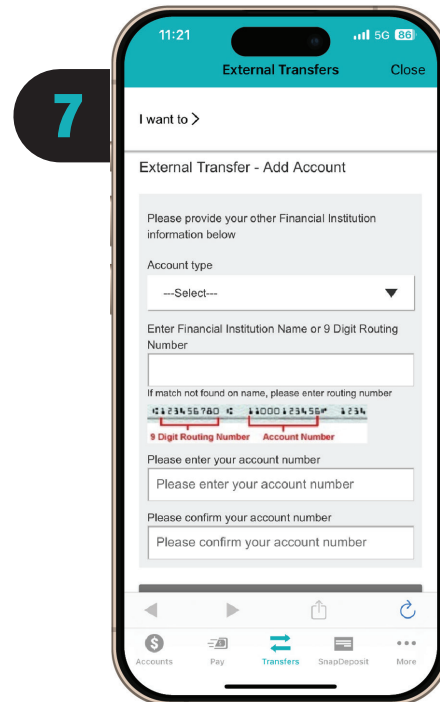 7
11:21
5G 86
External Transfers
Close
I want to >
External Transfer - Add Account
Please provide your other Financial Institution
information below
Account type
---Select---
Enter Financial Institution Name or 9 Digit Routing
Number
If match not found on name, please enter routing number
⑆123456780⑆ 11000123456⑈ 1234
9 Digit Routing Number
Account Number
Please enter your account number
Please enter your account number
Please confirm your account number
Please confirm your account number
Accounts
Pay
Transfers
SnapDeposit
More